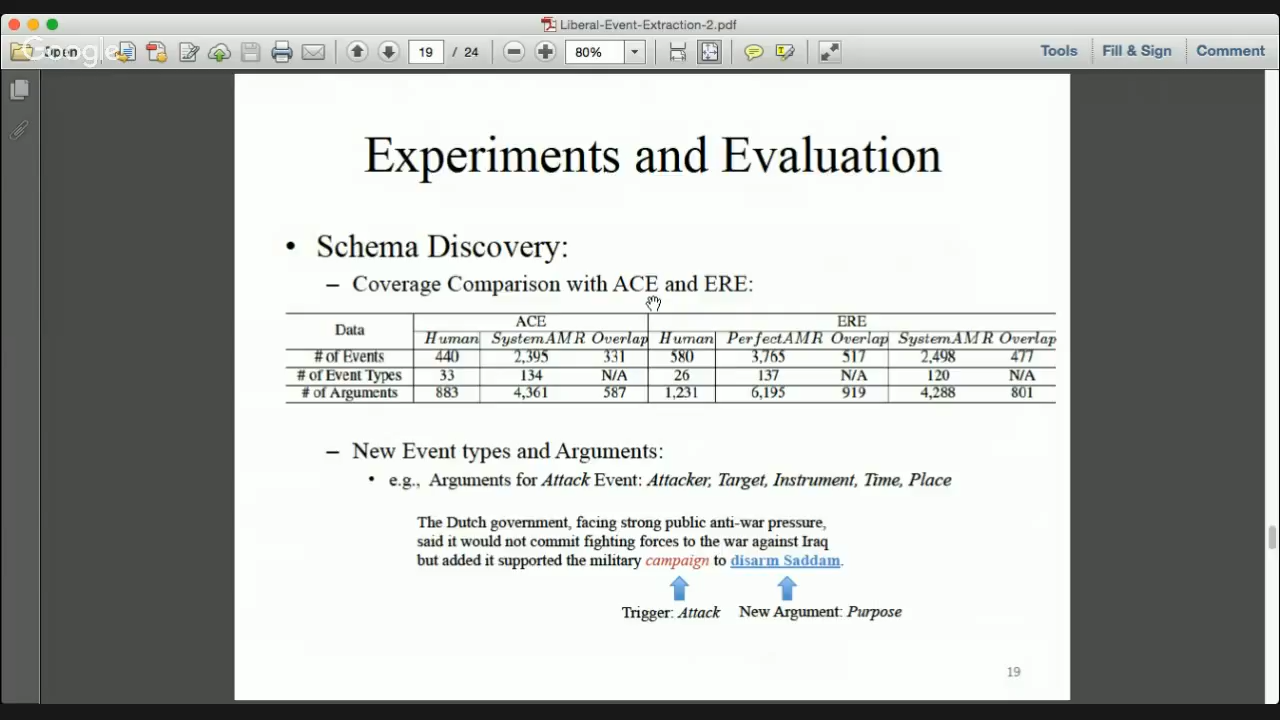 Liberal-Event-Extraction-2.pdf
Open 19 / 24 80% Tools Fill & Sign Comment
Google
Experiments and Evaluation
• Schema Discovery:
– Coverage Comparison with ACE and ERE:
Data ACE ERE
Human SystemAMR Overlap Human PerfectAMR Overlap SystemAMR Overlap
# of Events 440 2,395 331 580 3,765 517 2,498 477
# of Event Types 33 134 N/A 26 137 N/A 120 N/A
# of Arguments 883 4,361 587 1,231 6,195 919 4,288 801
– New Event types and Arguments:
• e.g., Arguments for Attack Event: Attacker, Target, Instrument, Time, Place
The Dutch government, facing strong public anti-war pressure,
said it would not commit fighting forces to the war against Iraq
but added it supported the military campaign to disarm Saddam.
Trigger: Attack New Argument: Purpose
19